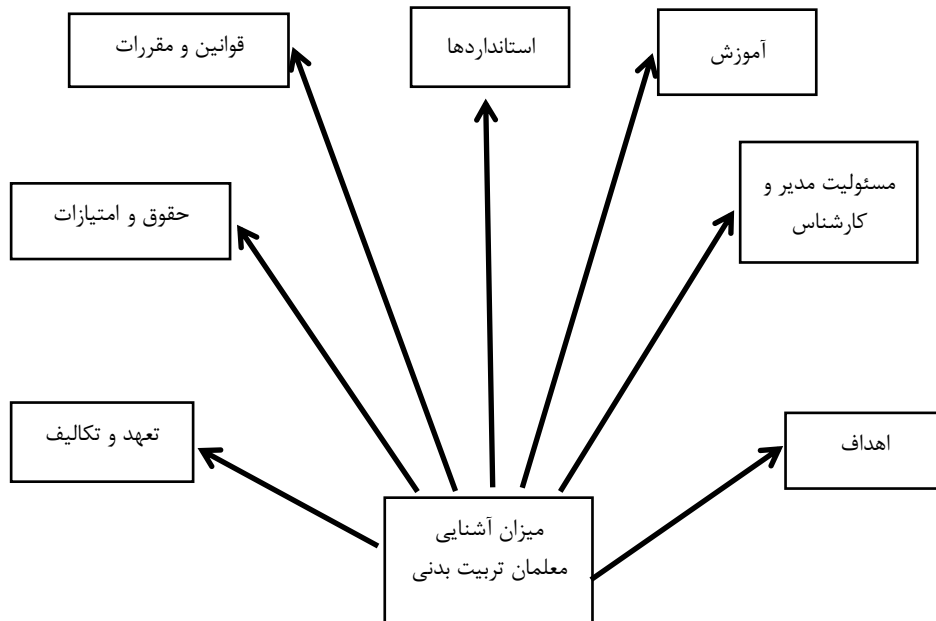 آموزش
استانداردها
قوانین و مقررات
مسئولیت مدیر و
کارشناس
حقوق و امتیازات
اهداف
تعهد و تکالیف
میزان آشنایی
معلمان تربیت بدنی